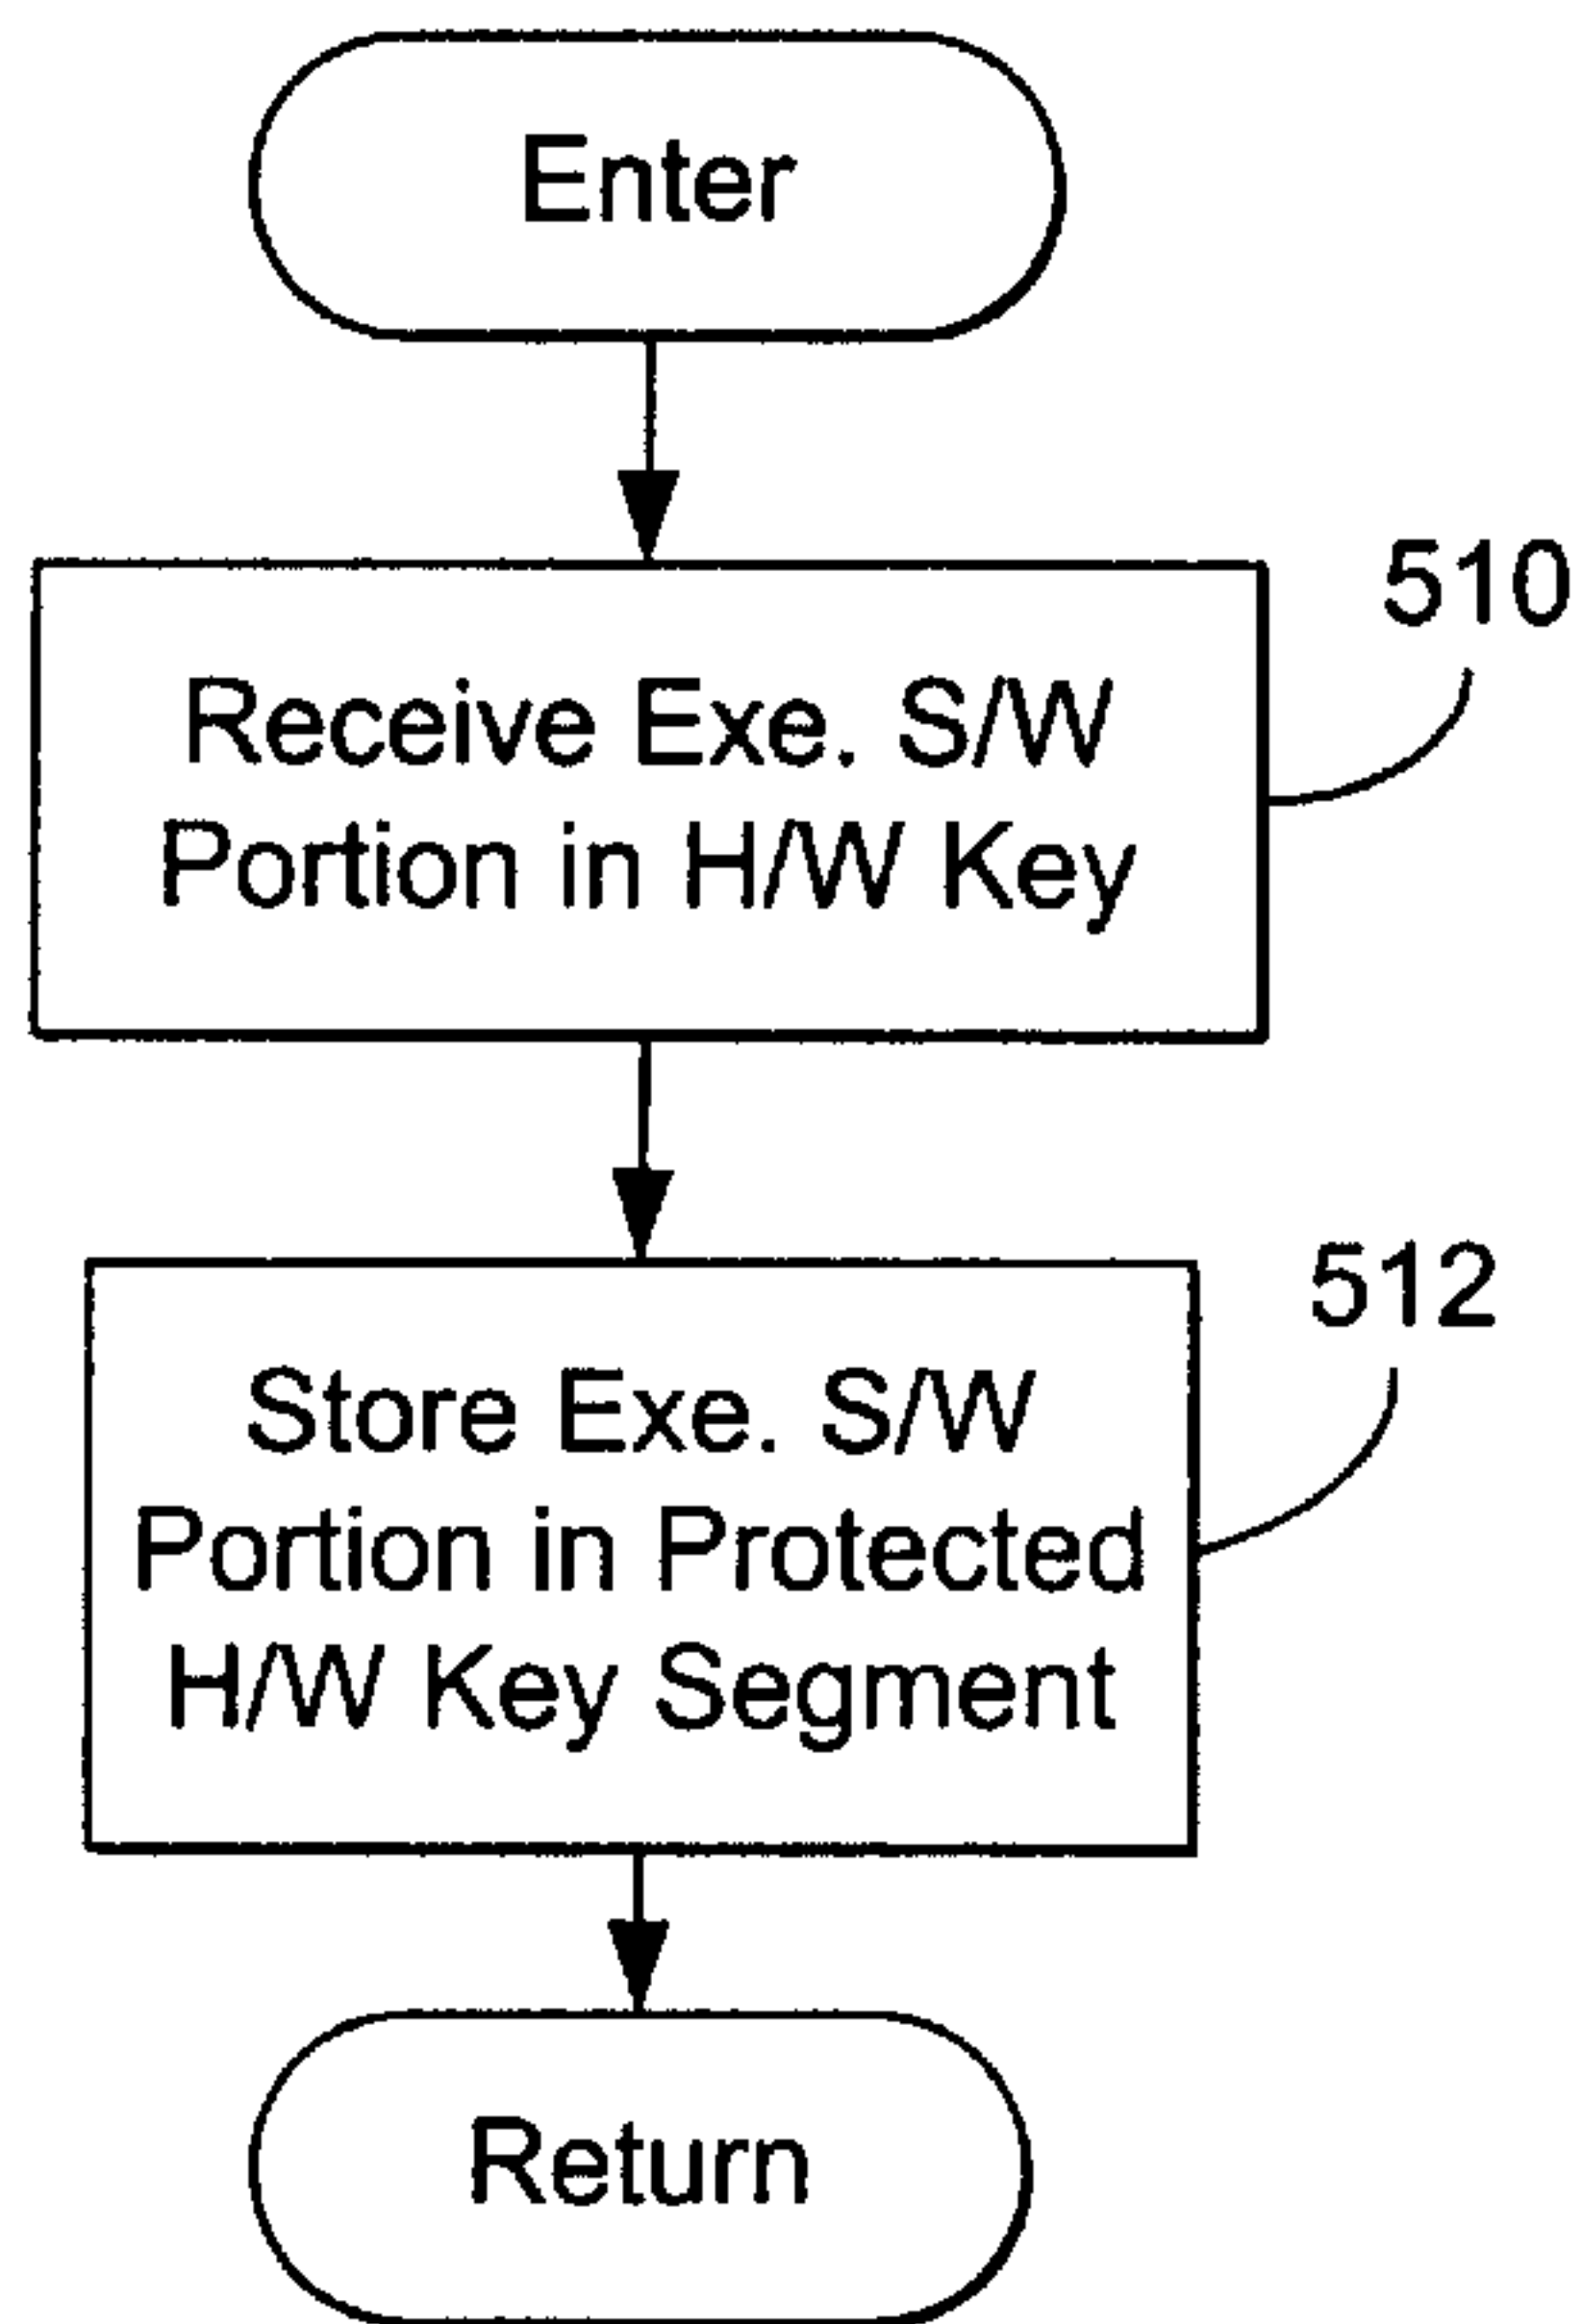 Enter
510
Receive Exe. S/W
Portion in H/W Key
512
Store Exe. S/W
Portion in Protected
H/W Key Segment
Return